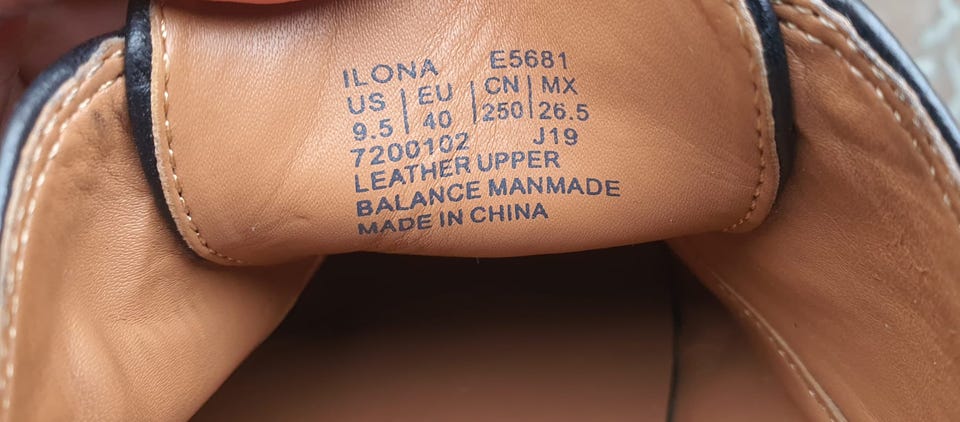 ILONA E5681
US | EU | CN | MX
9.5 | 40 | 250 | 26.5
7200102 J19
LEATHER UPPER
BALANCE MANMADE
MADE IN CHINA